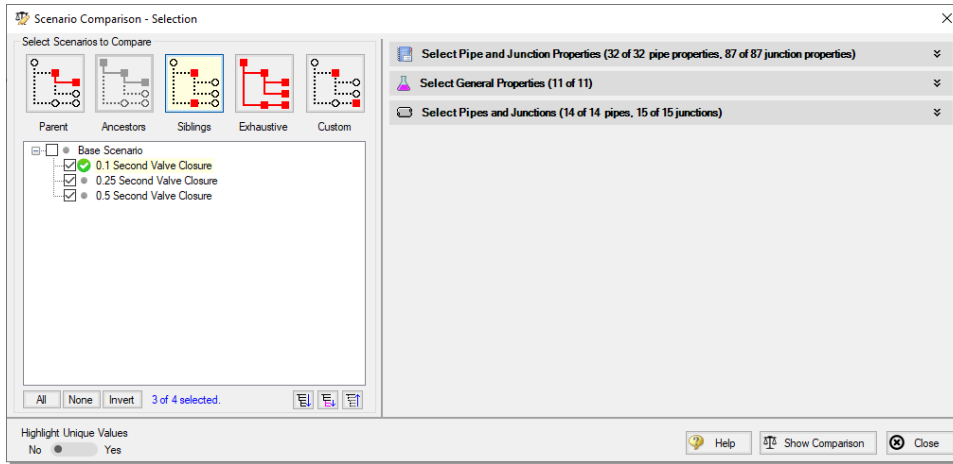 Scenario Comparison - Selection
Select Scenarios to Compare
Parent Ancestors Siblings Exhaustive Custom
Base Scenario
0.1 Second Valve Closure
0.25 Second Valve Closure
0.5 Second Valve Closure
All None Invert 3 of 4 selected.
Select Pipe and Junction Properties (32 of 32 pipe properties, 87 of 87 junction properties)
Select General Properties (11 of 11)
Select Pipes and Junctions (14 of 14 pipes, 15 of 15 junctions)
Highlight Unique Values
No Yes
Help Show Comparison Close